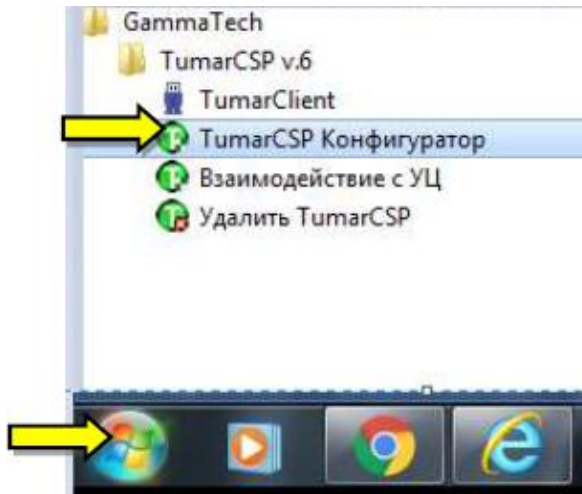 GammaTech
TumarCSP v.6
TumarClient
TumarCSP Конфигуратор
Взаимодействие с УЦ
Удалить TumarCSP